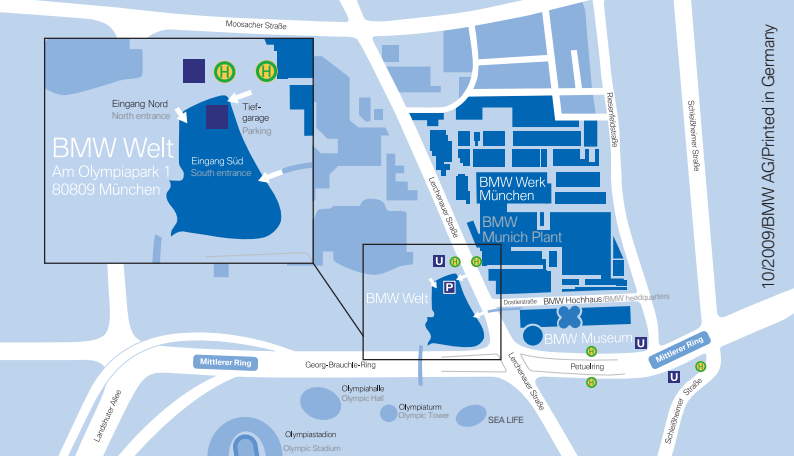 Moosacher Straße
H
H
Eingang Nord
North entrance
Tief-
garage
Parking
BMW Welt
Am Olympiapark 1
80809 München
Eingang Süd
South entrance
Riesenfeldstraße
Schleißheimer Straße
10/2009/BMW AG/Printed in Germany
BMW Werk
München
BMW
Munich Plant
Lerchenauer Straße
U
H
H
P
BMW Welt
Dostlerstraße
BMW Hochhaus/BMW headquarters
BMW Museum
U
H
Mittlerer Ring
Mittlerer Ring
Georg-Brauchle-Ring
Petuelring
H
U
H
Lerchenauer Straße
Schleißheimer Straße
Landshuter Allee
Olympiahalle
Olympic Hall
Olympiaturm
Olympic Tower
SEA LIFE
Olympiastadion
Olympic Stadium